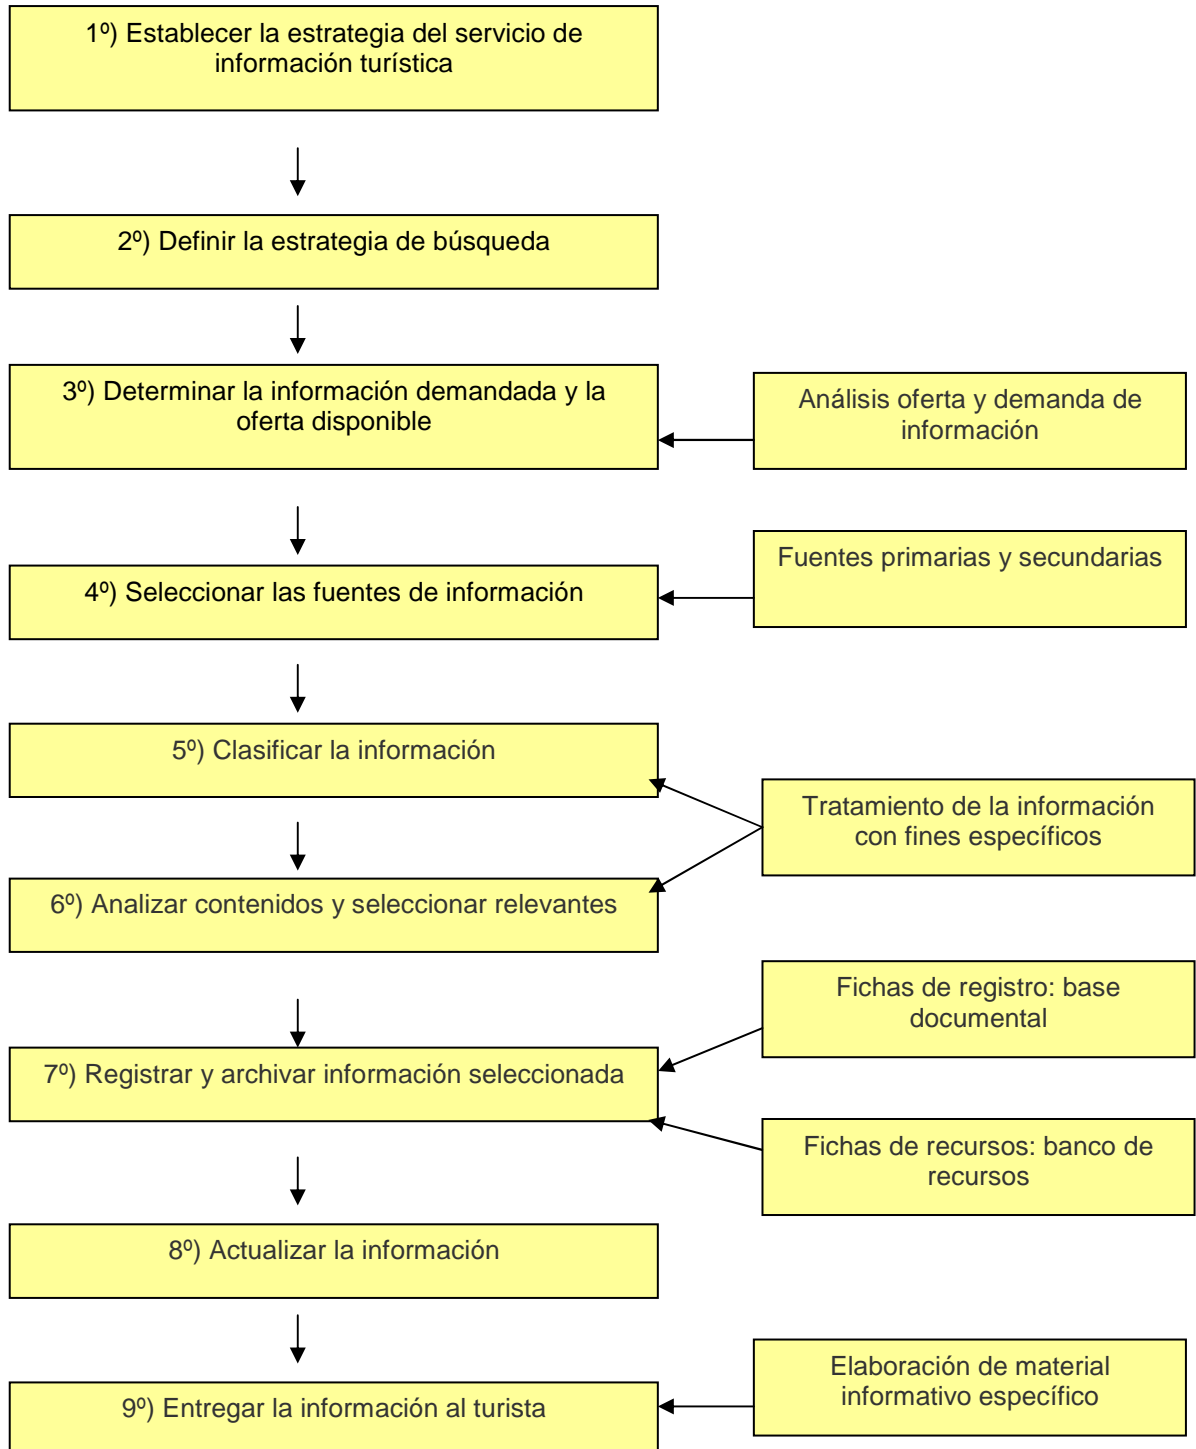 1º) Establecer la estrategia del servicio de
información turística
2º) Definir la estrategia de búsqueda
3º) Determinar la información demandada y la
oferta disponible
Análisis oferta y demanda de
información
4º) Seleccionar las fuentes de información
Fuentes primarias y secundarias
5º) Clasificar la información
Tratamiento de la información
con fines específicos
6º) Analizar contenidos y seleccionar relevantes
7º) Registrar y archivar información seleccionada
Fichas de registro: base
documental
Fichas de recursos: banco de
recursos
8º) Actualizar la información
9º) Entregar la información al turista
Elaboración de material
informativo específico